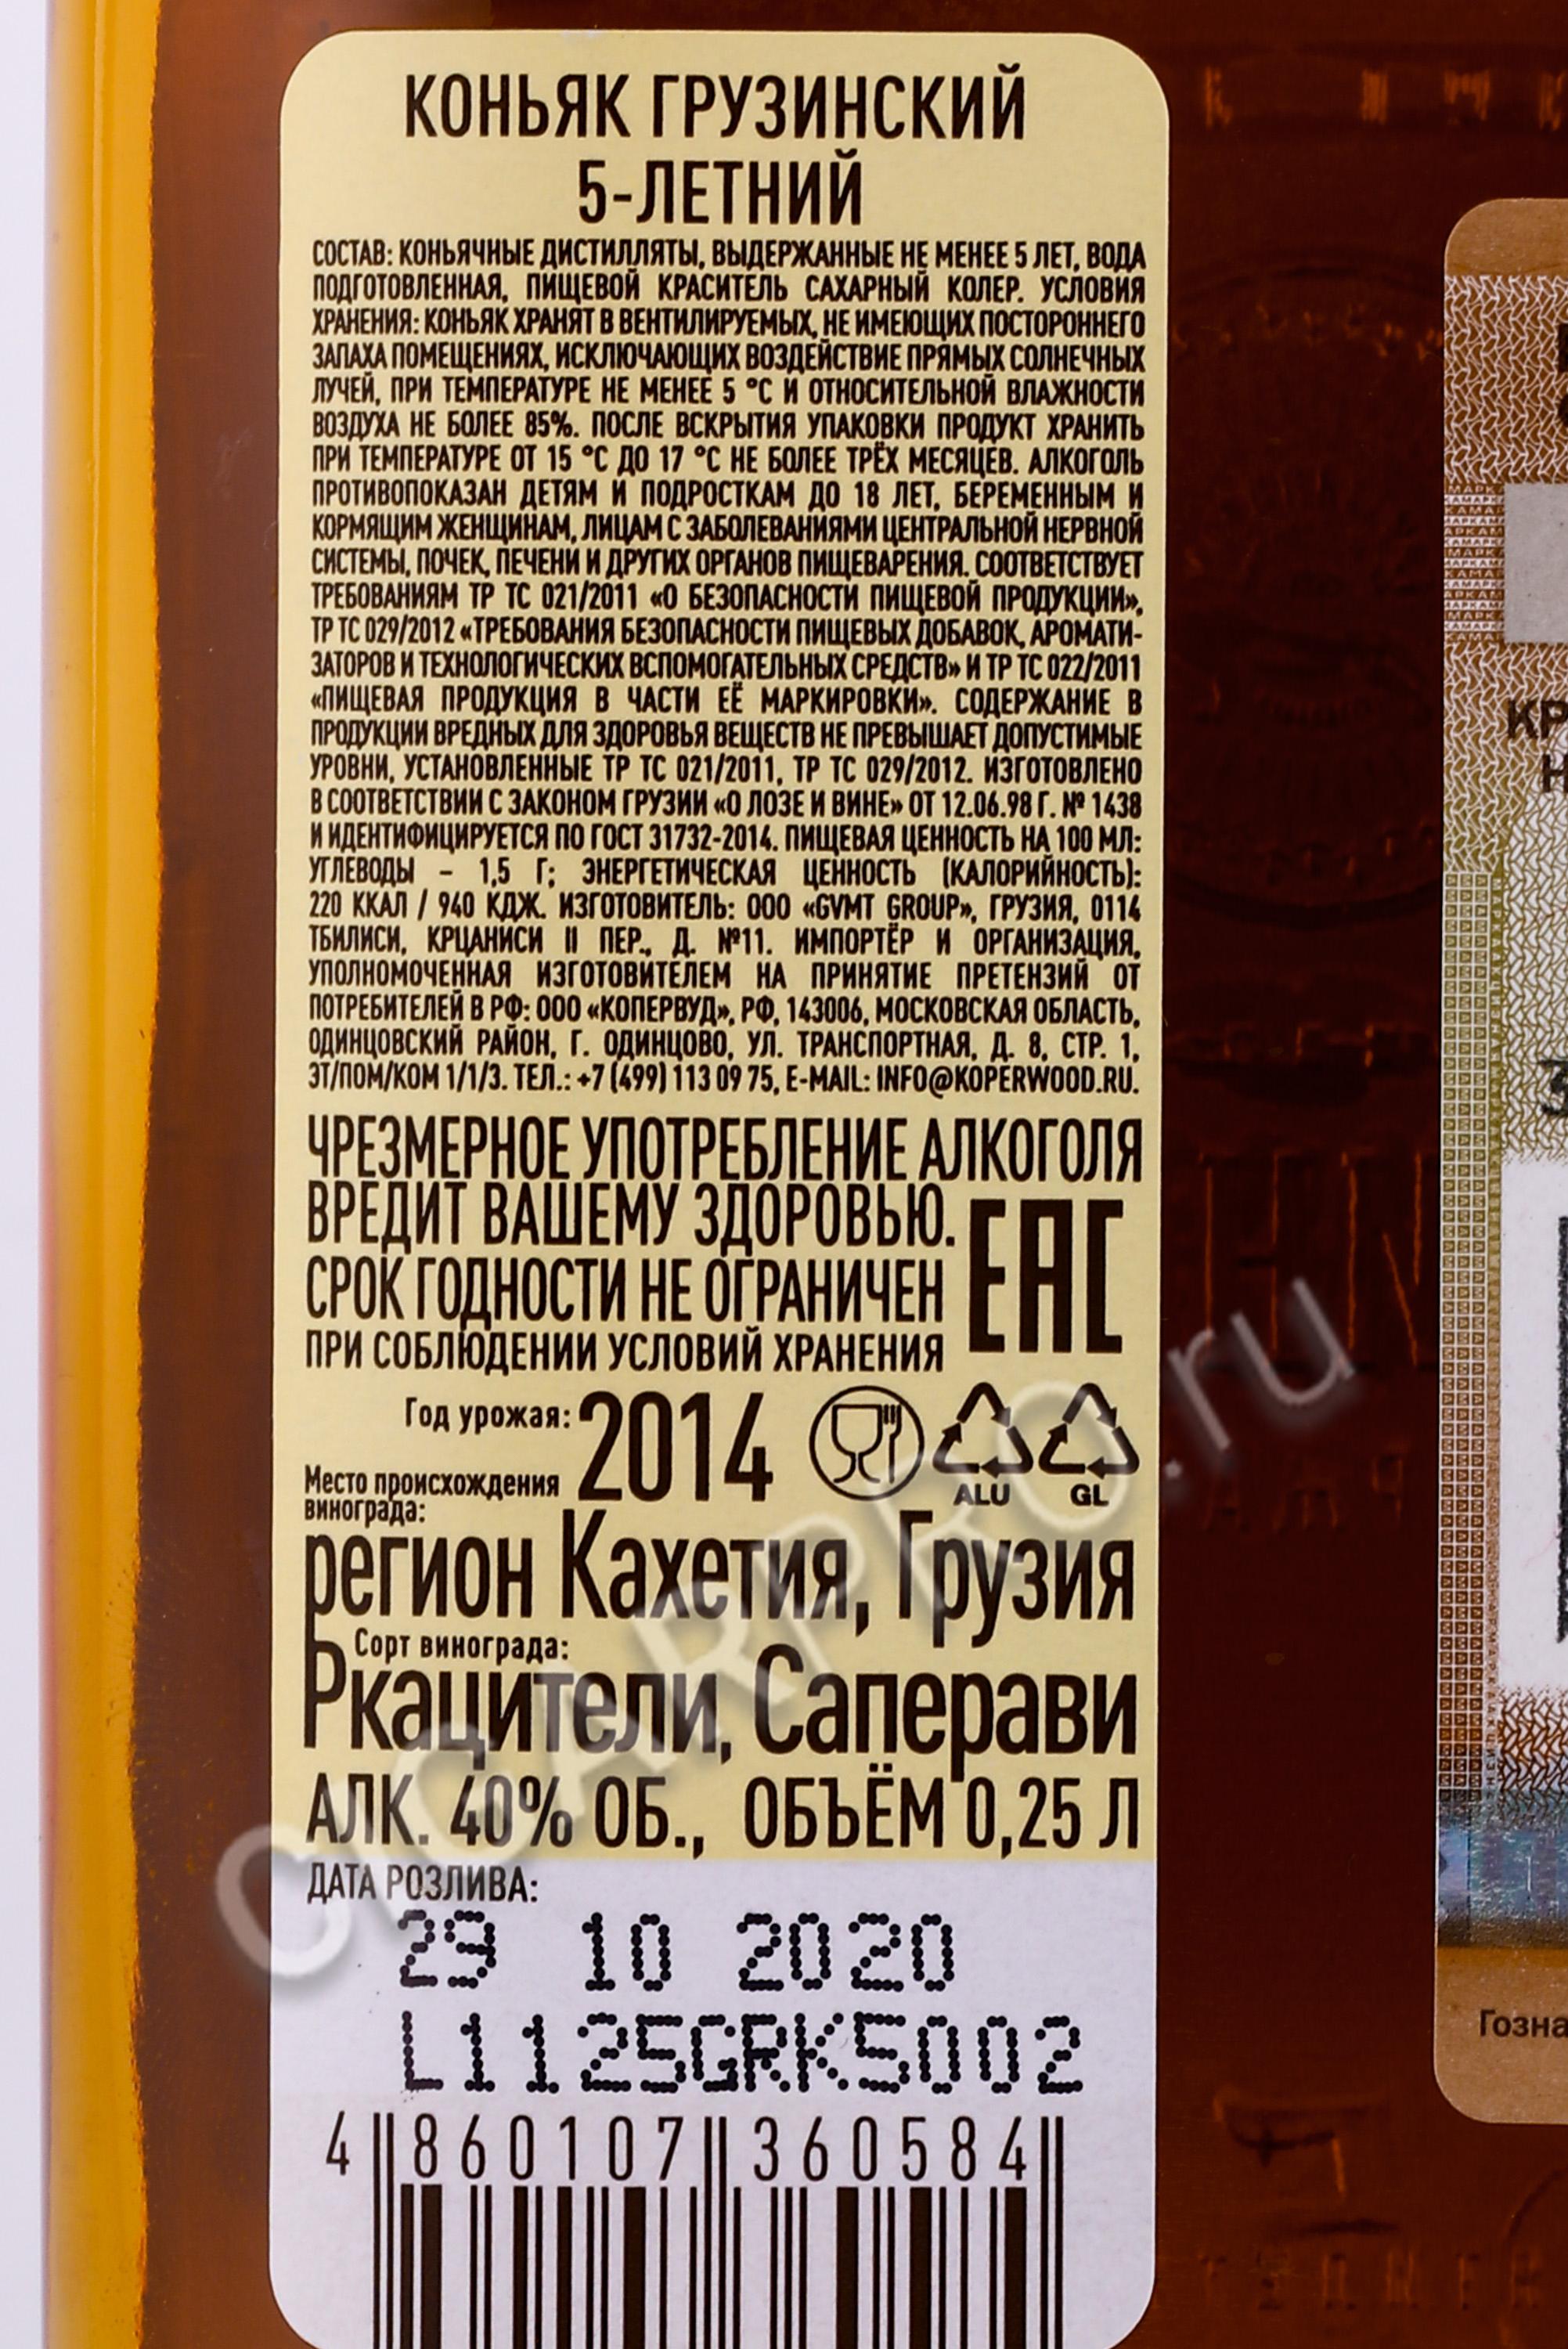 КОНЬЯК ГРУЗИНСКИЙ
5-ЛЕТНИЙ
СОСТАВ: КОНЬЯЧНЫЕ ДИСТИЛЛЯТЫ, ВЫДЕРЖАННЫЕ НЕ МЕНЕЕ 5 ЛЕТ, ВОДА
ПОДГОТОВЛЕННАЯ, ПИЩЕВОЙ КРАСИТЕЛЬ САХАРНЫЙ КОЛЕР. УСЛОВИЯ
ХРАНЕНИЯ: КОНЬЯК ХРАНЯТ В ВЕНТИЛИРУЕМЫХ, НЕ ИМЕЮЩИХ ПОСТОРОННЕГО
ЗАПАХА ПОМЕЩЕНИЯХ, ИСКЛЮЧАЮЩИХ ВОЗДЕЙСТВИЕ ПРЯМЫХ СОЛНЕЧНЫХ
ЛУЧЕЙ, ПРИ ТЕМПЕРАТУРЕ НЕ МЕНЕЕ 5 °С И ОТНОСИТЕЛЬНОЙ ВЛАЖНОСТИ
ВОЗДУХА НЕ БОЛЕЕ 85%. ПОСЛЕ ВСКРЫТИЯ УПАКОВКИ ПРОДУКТ ХРАНИТЬ
ПРИ ТЕМПЕРАТУРЕ ОТ 15 °С ДО 17 °С НЕ БОЛЕЕ ТРЁХ МЕСЯЦЕВ. АЛКОГОЛЬ
ПРОТИВОПОКАЗАН ДЕТЯМ И ПОДРОСТКАМ ДО 18 ЛЕТ, БЕРЕМЕННЫМ И
КОРМЯЩИМ ЖЕНЩИНАМ, ЛИЦАМ С ЗАБОЛЕВАНИЯМИ ЦЕНТРАЛЬНОЙ НЕРВНОЙ
СИСТЕМЫ, ПОЧЕК, ПЕЧЕНИ И ДРУГИХ ОРГАНОВ ПИЩЕВАРЕНИЯ. СООТВЕТСТВУЕТ
ТРЕБОВАНИЯМ ТР ТС 021/2011 «О БЕЗОПАСНОСТИ ПИЩЕВОЙ ПРОДУКЦИИ»,
ТР ТС 029/2012 «ТРЕБОВАНИЯ БЕЗОПАСНОСТИ ПИЩЕВЫХ ДОБАВОК, АРОМАТИ-
ЗАТОРОВ И ТЕХНОЛОГИЧЕСКИХ ВСПОМОГАТЕЛЬНЫХ СРЕДСТВ» И ТР ТС 022/2011
«ПИЩЕВАЯ ПРОДУКЦИЯ В ЧАСТИ ЕЁ МАРКИРОВКИ». СОДЕРЖАНИЕ В
ПРОДУКЦИИ ВРЕДНЫХ ДЛЯ ЗДОРОВЬЯ ВЕЩЕСТВ НЕ ПРЕВЫШАЕТ ДОПУСТИМЫЕ
УРОВНИ, УСТАНОВЛЕННЫЕ ТР ТС 021/2011, ТР ТС 029/2012. ИЗГОТОВЛЕНО
В СООТВЕТСТВИИ С ЗАКОНОМ ГРУЗИИ «О ЛОЗЕ И ВИНЕ» ОТ 12.06.98 Г. № 1438
И ИДЕНТИФИЦИРУЕТСЯ ПО ГОСТ 31732-2014. ПИЩЕВАЯ ЦЕННОСТЬ НА 100 МЛ:
УГЛЕВОДЫ – 1,5 Г; ЭНЕРГЕТИЧЕСКАЯ ЦЕННОСТЬ (КАЛОРИЙНОСТЬ):
220 ККАЛ / 940 КДЖ. ИЗГОТОВИТЕЛЬ: ООО «GVMT GROUP», ГРУЗИЯ, 0114
ТБИЛИСИ, КРЦАНИСИ II ПЕР., Д. №11. ИМПОРТЁР И ОРГАНИЗАЦИЯ,
УПОЛНОМОЧЕННАЯ ИЗГОТОВИТЕЛЕМ НА ПРИНЯТИЕ ПРЕТЕНЗИЙ ОТ
ПОТРЕБИТЕЛЕЙ В РФ: ООО «КОПЕРВУД», РФ, 143006, МОСКОВСКАЯ ОБЛАСТЬ,
ОДИНЦОВСКИЙ РАЙОН, Г. ОДИНЦОВО, УЛ. ТРАНСПОРТНАЯ, Д. 8, СТР. 1,
ЭТ/ПОМ/КОМ 1/1/3. ТЕЛ.: +7 (499) 113 09 75, E-MAIL: INFO@KOPERWOOD.RU.
ЧРЕЗМЕРНОЕ УПОТРЕБЛЕНИЕ АЛКОГОЛЯ
ВРЕДИТ ВАШЕМУ ЗДОРОВЬЮ.
СРОК ГОДНОСТИ НЕ ОГРАНИЧЕН
ПРИ СОБЛЮДЕНИИ УСЛОВИЙ ХРАНЕНИЯ
EAC
Год урожая: 2014
ALU GL
Место происхождения
винограда:
регион Кахетия, Грузия
Сорт винограда:
Ркацители, Саперави
АЛК. 40% ОБ., ОБЪЁМ 0,25 Л
ДАТА РОЗЛИВА:
29 10 2020
L1125GRK5002
4 860107 360584
CIGARPRO.ru